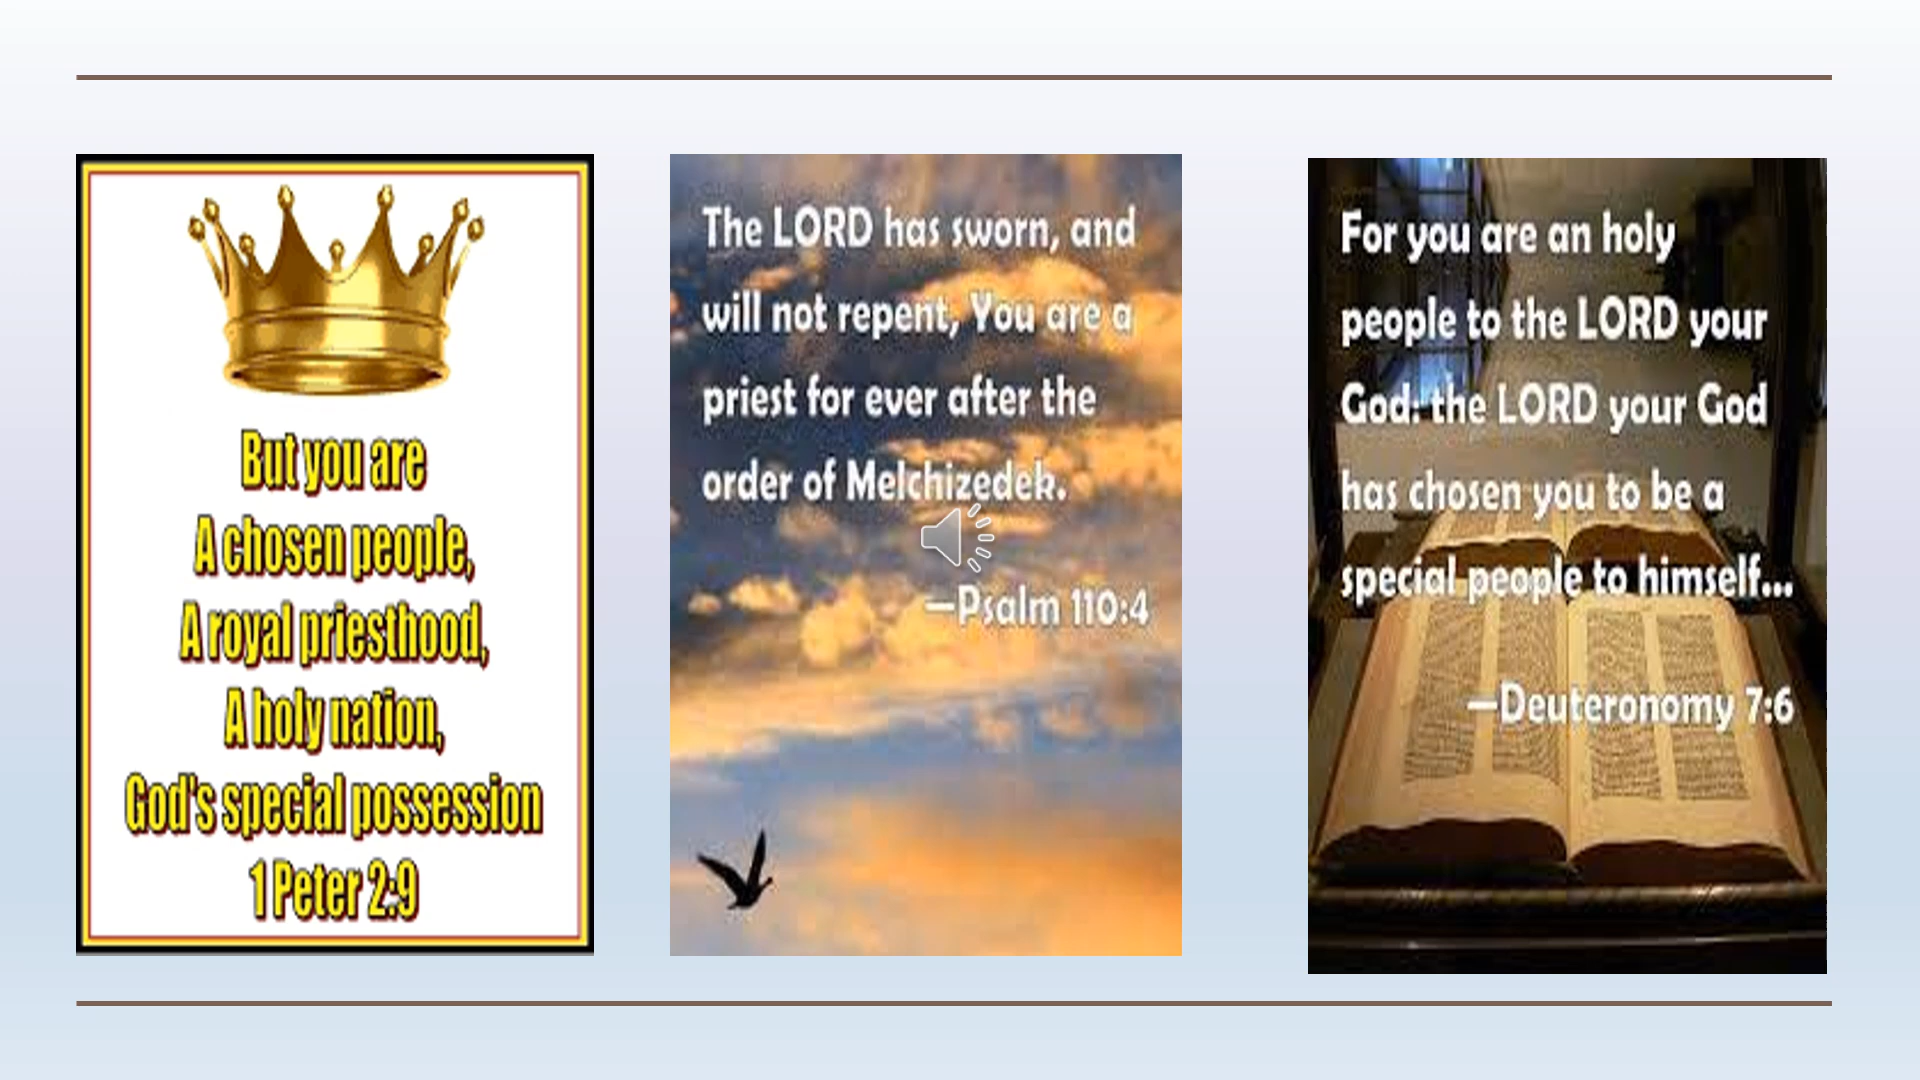 But you are
A chosen people,
A royal priesthood,
A holy nation,
God's special possession
1 Peter 2:9
The LORD has sworn, and
will not repent, You are a
priest for ever after the
order of Melchizedek.
—Psalm 110:4
For you are an holy
people to the LORD your
God: the LORD your God
has chosen you to be a
special people to himself...
—Deuteronomy 7:6